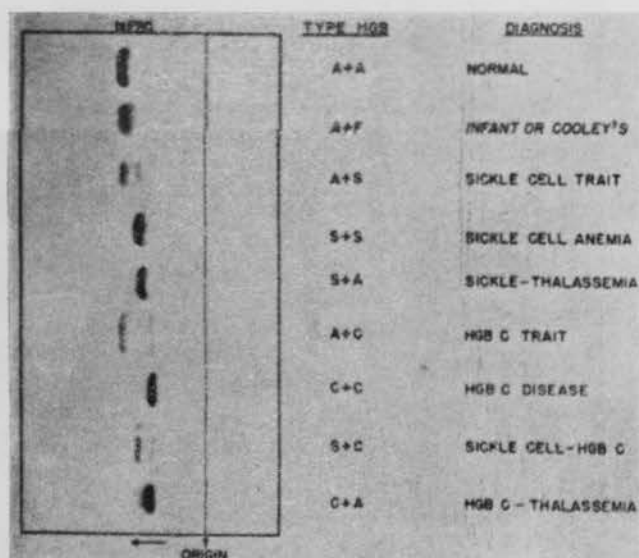 TYPE HGB DIAGNOSIS
A+A NORMAL
A+F INFANT OR COOLEY'S
A+S SICKLE CELL TRAIT
S+S SICKLE CELL ANEMIA
S+A SICKLE-THALASSEMIA
A+C HGB C TRAIT
C+C HGB C DISEASE
S+C SICKLE CELL-HGB C
C+A HGB C-THALASSEMIA
ORIGIN